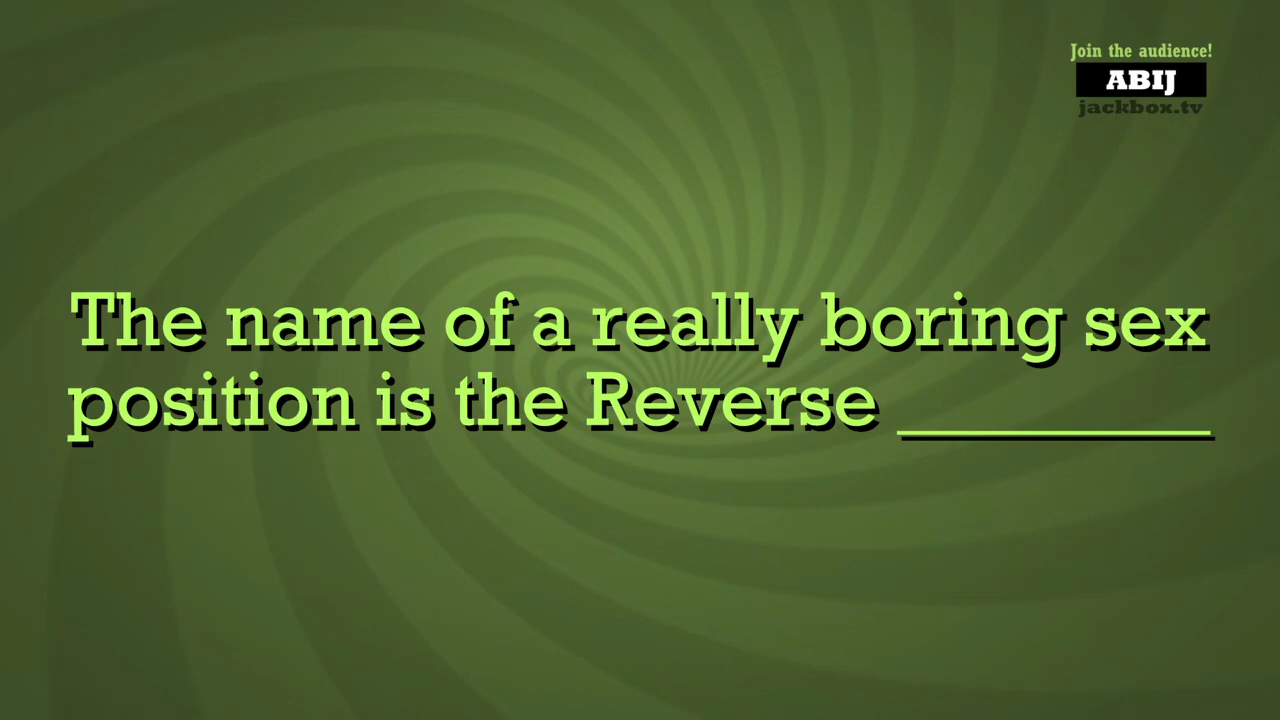 Join the audience!
ABIJ
jackbox.tv
The name of a really boring sex
position is the Reverse ________